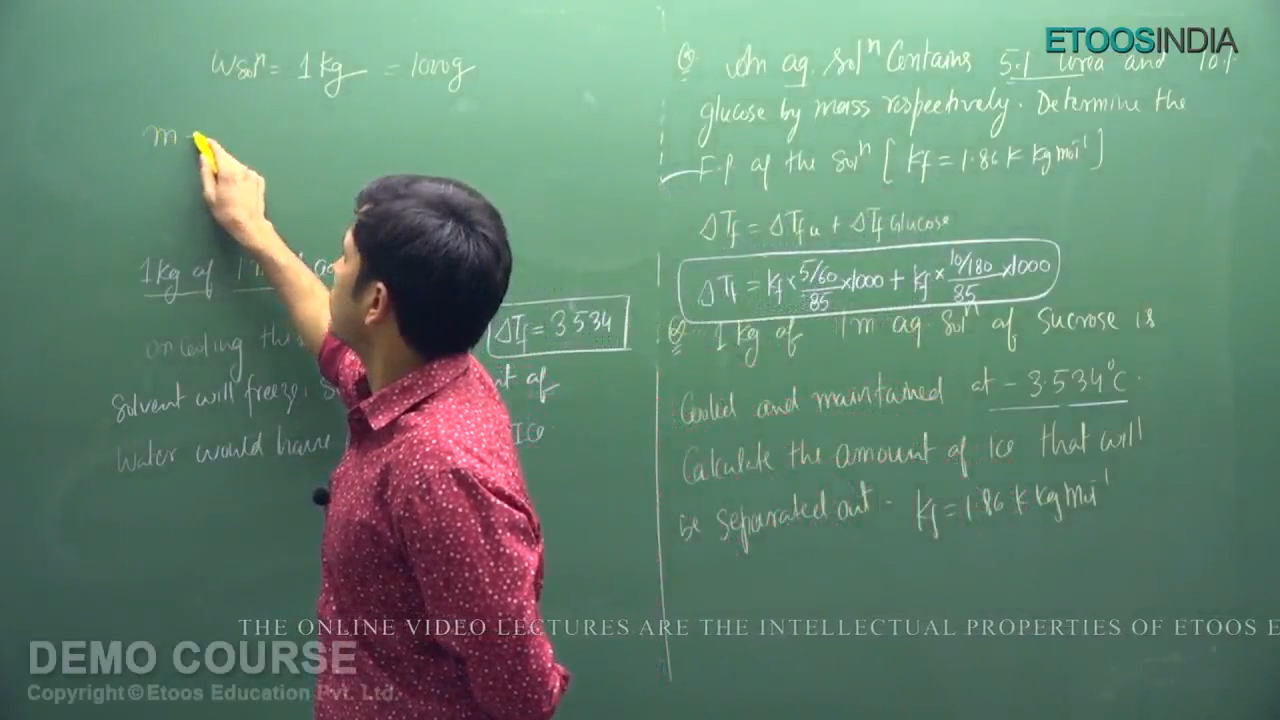 Wsolⁿ = 1 Kg = 1000g
m
1 Kg of 1
on cooling this
ΔTf = 3.534
Solvent will freeze.
water would have
ETOOSINDIA
Q. An aq. Solⁿ Contains 5% Urea and 10%
glucose by mass respectively. Determine the
F.p of the Solⁿ [ Kf = 1.86 K Kg mol⁻¹ ]
ΔTf = ΔTf u + ΔTf Glucose
ΔTf = Kf × 5/60 / 85 × 1000 + Kf × 10/180 / 85 × 1000
Q. 1 Kg of 1 m aq. Solⁿ of Sucrose is
Cooled and maintained at - 3.534°C.
Calculate the amount of ice that will
be separated out. Kf = 1.86 K Kg Mol⁻¹
THE ONLINE VIDEO LECTURES ARE THE INTELLECTUAL PROPERTIES OF ETOOS E
DEMO COURSE
Copyright © Etoos Education Pvt. Ltd.